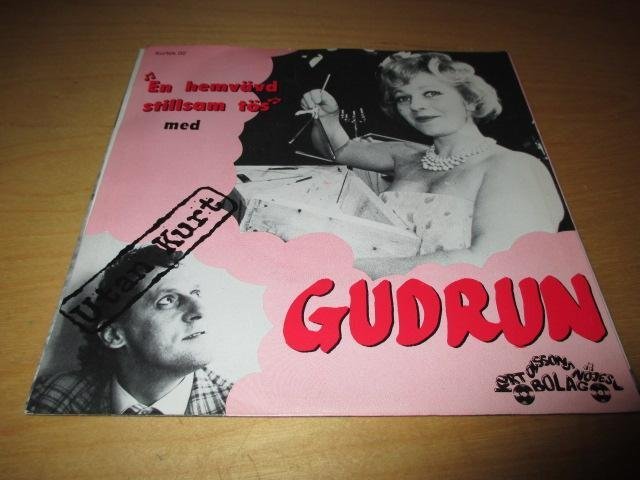 "En hemvävd
stillsam tös"
med
Utan Kurt
GUDRUN
KURT OLSSONS NÖJES
BOLAG